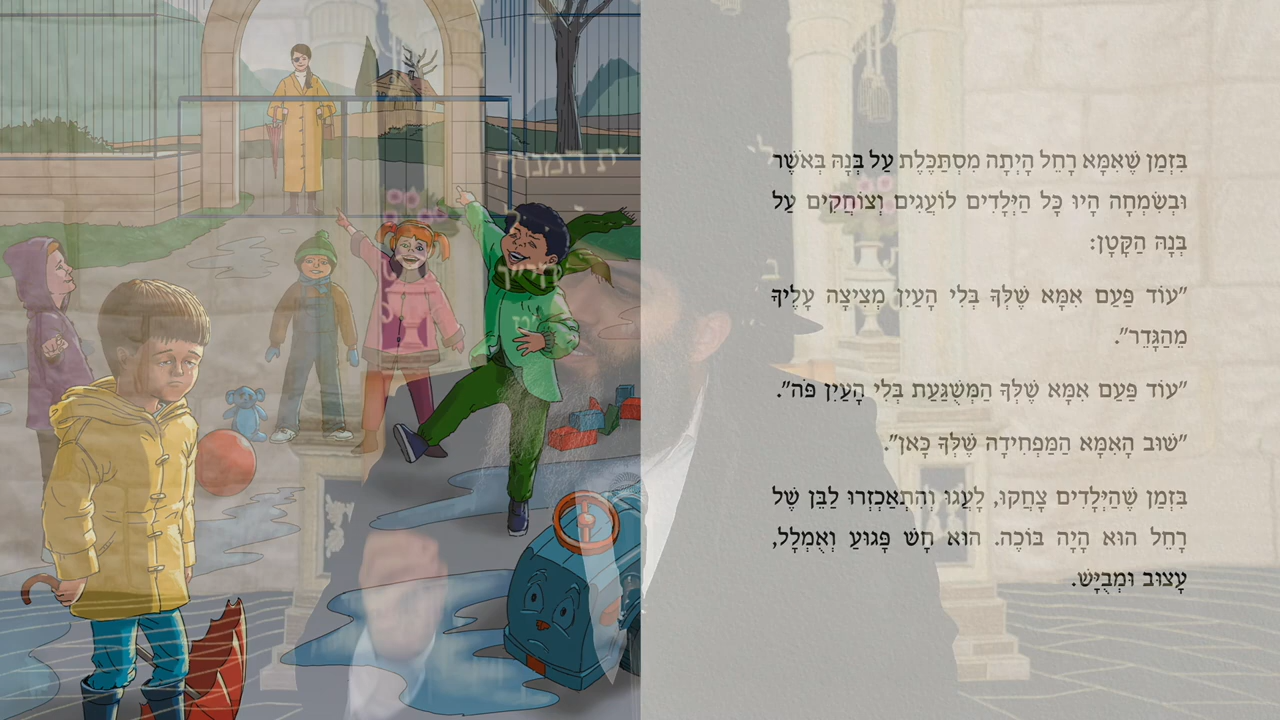 בִּזְמַן שֶׁאִמָּא רָחֵל הָיְתָה מִסְתַּכֶּלֶת עַל בְּנָהּ בְּאֹשֶׁר
וּבְשִׂמְחָה הָיוּ כָּל הַיְּלָדִים לוֹעֲגִים וְצוֹחֲקִים עַל
בְּנָהּ הַקָּטָן:
"עוֹד פַּעַם אִמָּא שֶׁלְּךָ בְּלִי הָעַיִן מְצִיצָה עָלֶיךָ
מֵהַגָּדֵר".
"עוֹד פַּעַם אִמָּא שֶׁלְּךָ הַמְּשֻׁגַּעַת בְּלִי הָעַיִן פֹּה".
"שׁוּב הָאִמָּא הַמַּפְחִידָה שֶׁלְּךָ כָּאן".
בִּזְמַן שֶׁהַיְּלָדִים צָחֲקוּ, לָעֲגוּ וְהִתְאַכְזְרוּ לַבֵּן שֶׁל
רָחֵל הוּא הָיָה בּוֹכֶה. הוּא חָשׁ פָּגוּעַ וְאֻמְלָל,
עָצוּב וּמְבֻיָּשׁ.